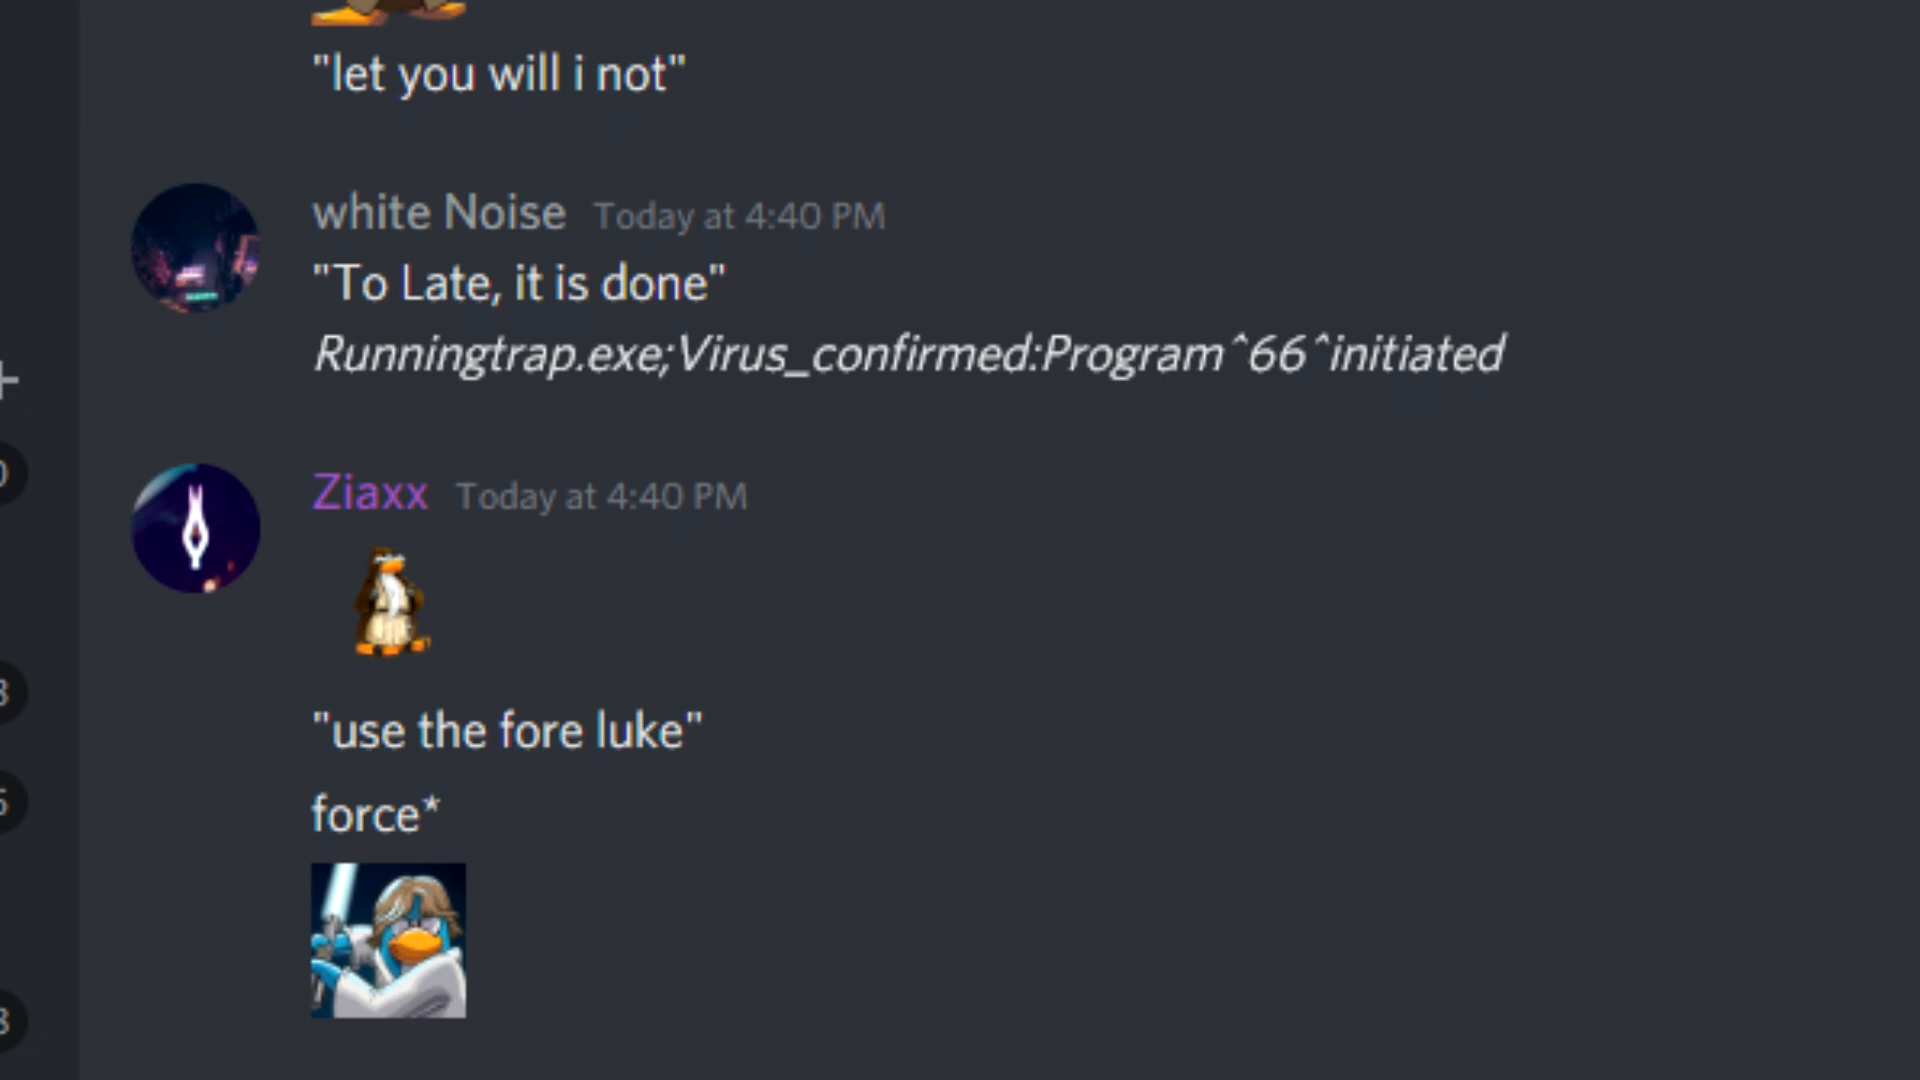 "let you will i not"
white Noise Today at 4:40 PM
"To Late, it is done"
Runningtrap.exe;Virus_confirmed:Program^66^initiated
Ziaxx Today at 4:40 PM
"use the fore luke"
force*